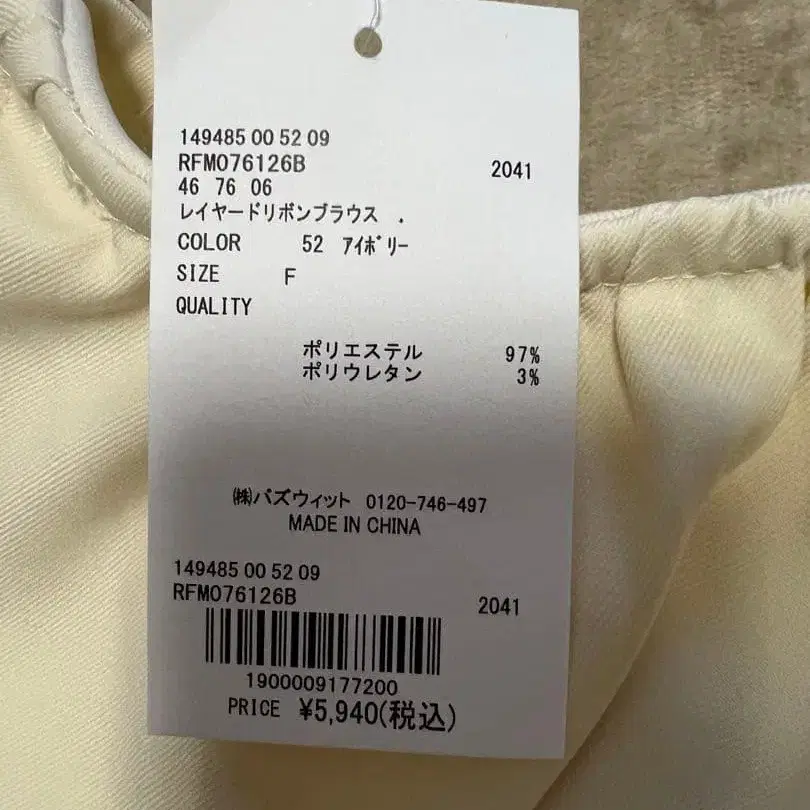 149485 00 52 09
RFM076126B 2041
46 76 06
レイヤードリボンブラウス .
COLOR 52 ｱｲﾎﾞﾘｰ
SIZE F
QUALITY
ポリエステル 97%
ポリウレタン 3%
㈱バズウィット 0120-746-497
MADE IN CHINA
149485 00 52 09
RFM076126B 2041
1900009177200
PRICE ¥5,940(税込)